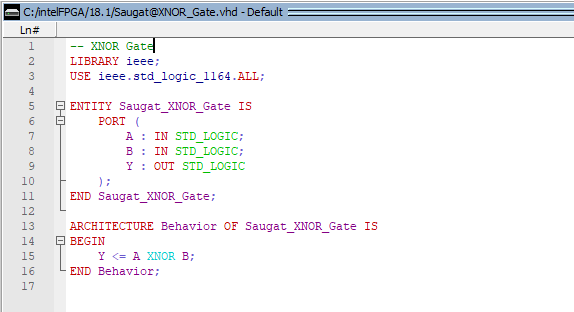 C:/intelFPGA/18.1/Saugat@XNOR_Gate.vhd - Default
Ln#
1 -- XNOR Gate
2 LIBRARY ieee;
3 USE ieee.std_logic_1164.ALL;
4
5 ENTITY Saugat_XNOR_Gate IS
6 PORT (
7 A : IN STD_LOGIC;
8 B : IN STD_LOGIC;
9 Y : OUT STD_LOGIC
10 );
11 END Saugat_XNOR_Gate;
12
13 ARCHITECTURE Behavior OF Saugat_XNOR_Gate IS
14 BEGIN
15 Y <= A XNOR B;
16 END Behavior;
17